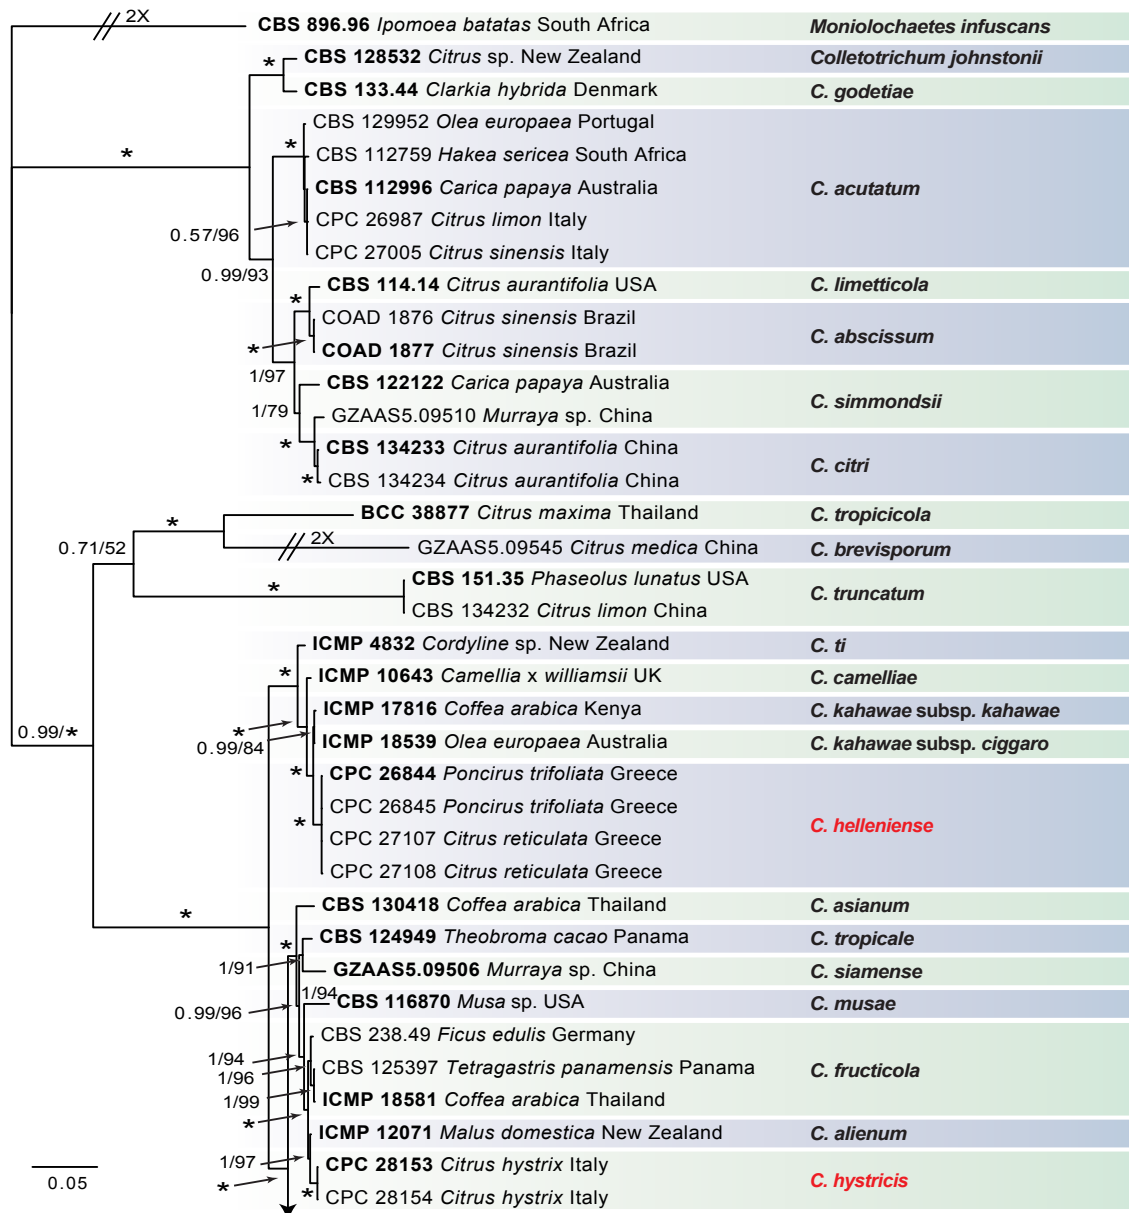 2X CBS 896.96 Ipomoea batatas South Africa Moniolochaetes infuscans
* CBS 128532 Citrus sp. New Zealand Colletotrichum johnstonii
CBS 133.44 Clarkia hybrida Denmark C. godetiae
CBS 129952 Olea europaea Portugal
* * CBS 112759 Hakea sericea South Africa
CBS 112996 Carica papaya Australia C. acutatum
CPC 26987 Citrus limon Italy
0.57/96
CPC 27005 Citrus sinensis Italy
0.99/93
CBS 114.14 Citrus aurantifolia USA C. limetticola
*
COAD 1876 Citrus sinensis Brazil
C. abscissum
* COAD 1877 Citrus sinensis Brazil
1/97
CBS 122122 Carica papaya Australia
C. simmondsii
1/79 GZAAS5.09510 Murraya sp. China
* CBS 134233 Citrus aurantifolia China
C. citri
* CBS 134234 Citrus aurantifolia China
* BCC 38877 Citrus maxima Thailand C. tropicicola
0.71/52 2X GZAAS5.09545 Citrus medica China C. brevisporum
* CBS 151.35 Phaseolus lunatus USA
C. truncatum
CBS 134232 Citrus limon China
ICMP 4832 Cordyline sp. New Zealand C. ti
* ICMP 10643 Camellia x williamsii UK C. camelliae
ICMP 17816 Coffea arabica Kenya C. kahawae subsp. kahawae
0.99/* *
0.99/84 ICMP 18539 Olea europaea Australia C. kahawae subsp. ciggaro
* CPC 26844 Poncirus trifoliata Greece
CPC 26845 Poncirus trifoliata Greece
* C. helleniense
CPC 27107 Citrus reticulata Greece
CPC 27108 Citrus reticulata Greece
* CBS 130418 Coffea arabica Thailand C. asianum
* CBS 124949 Theobroma cacao Panama C. tropicale
1/91 GZAAS5.09506 Murraya sp. China C. siamense
1/94
0.99/96 CBS 116870 Musa sp. USA C. musae
CBS 238.49 Ficus edulis Germany
1/94
1/96 CBS 125397 Tetragastris panamensis Panama C. fructicola
1/99 ICMP 18581 Coffea arabica Thailand
*
ICMP 12071 Malus domestica New Zealand C. alienum
1/97 CPC 28153 Citrus hystrix Italy
C. hystricis
0.05 * * CPC 28154 Citrus hystrix Italy